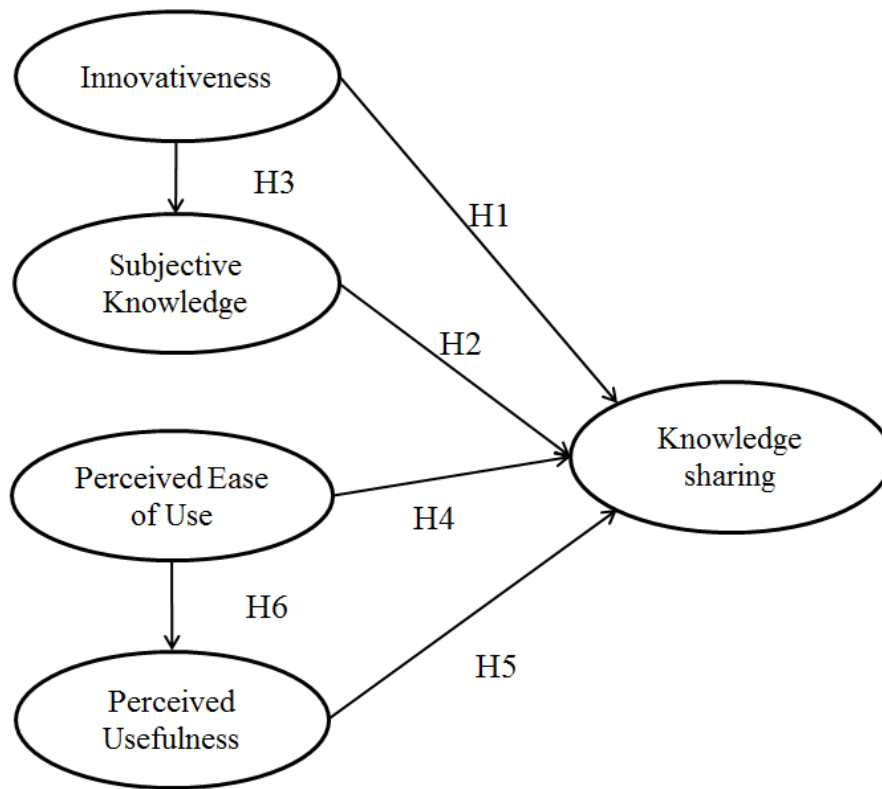 Innovativeness
H3
H1
Subjective
Knowledge
H2
Knowledge
sharing
Perceived Ease
of Use
H4
H6
H5
Perceived
Usefulness